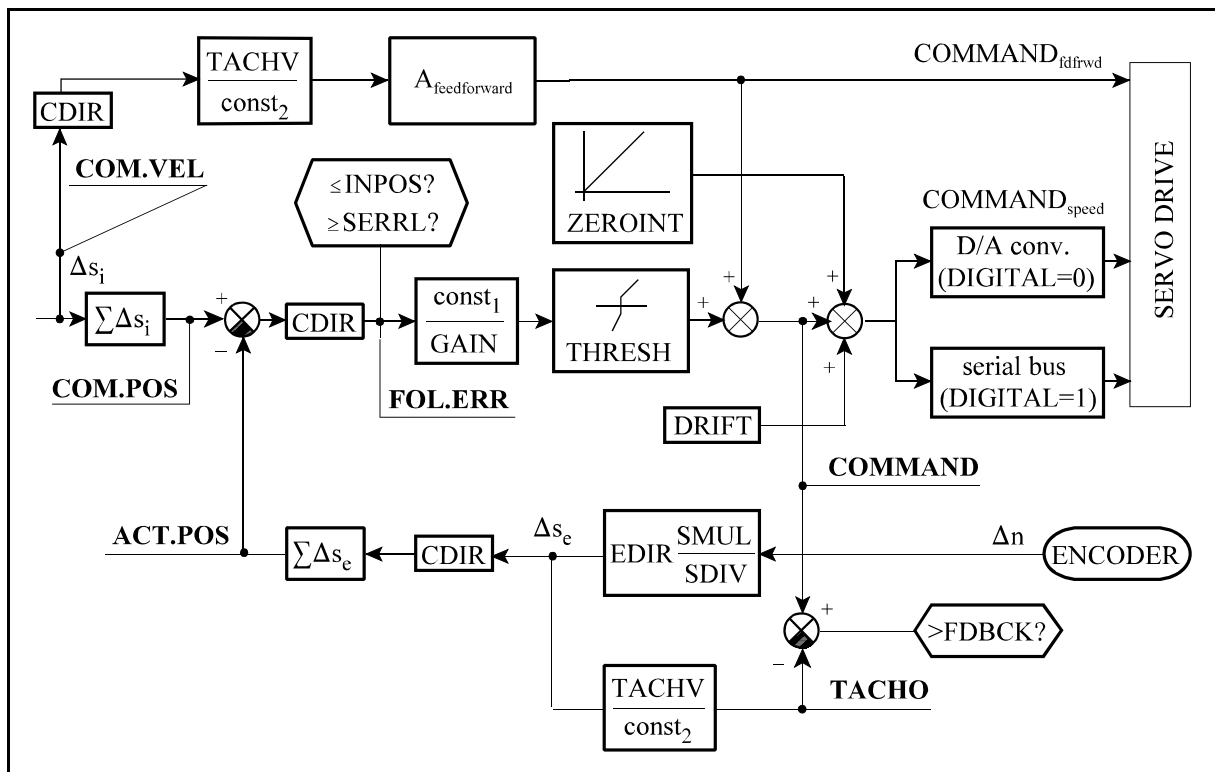 TACHV
const2
Afeedforward
COMMANDfdfrwd
CDIR
COM.VEL
≤INPOS?
≥SERRL?
ZEROINT
COMMANDspeed
SERVO DRIVE
D/A conv.
(DIGITAL=0)
Δsi
∑Δsi
+
−
CDIR
const1
GAIN
THRESH
+
+
+
+
+
serial bus
(DIGITAL=1)
COM.POS
FOL.ERR
DRIFT
COMMAND
ACT.POS
∑Δse
CDIR
Δse
EDIR SMUL
SDIV
Δn
ENCODER
+
−
>FDBCK?
TACHV
const2
TACHO